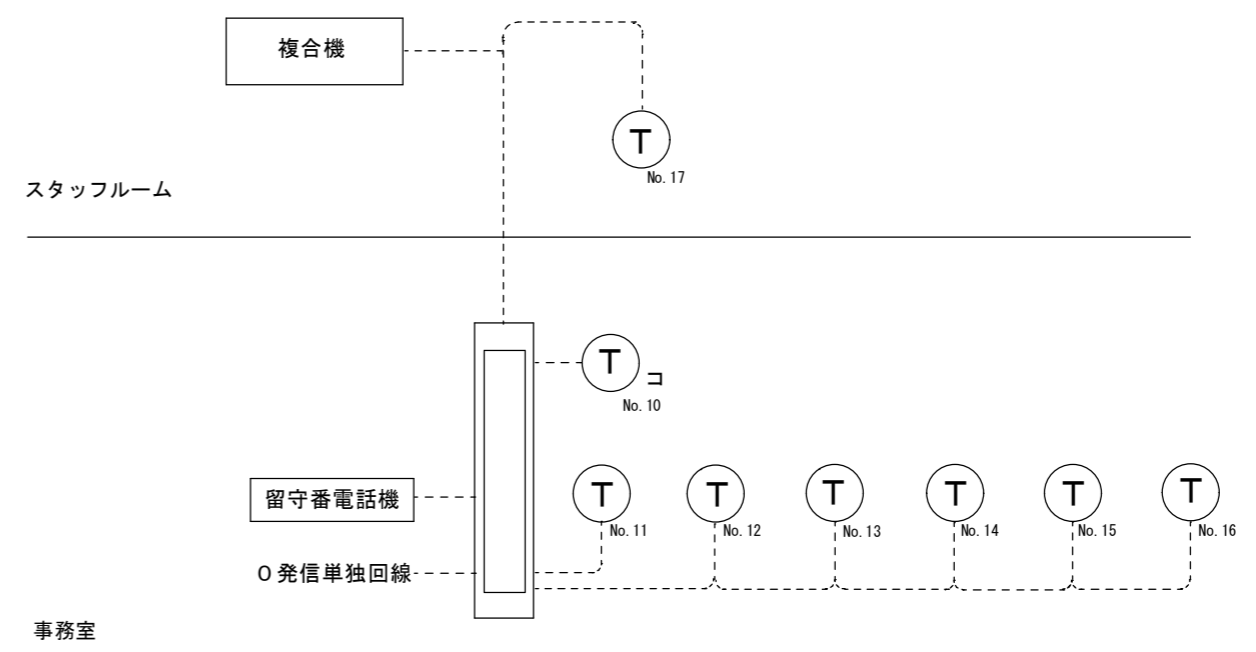 複合機
T
No. 17
スタッフルーム
T
コ
No. 10
留守番電話機
T
T
T
T
T
T
No. 11
No. 12
No. 13
No. 14
No. 15
No. 16
0発信単独回線
事務室